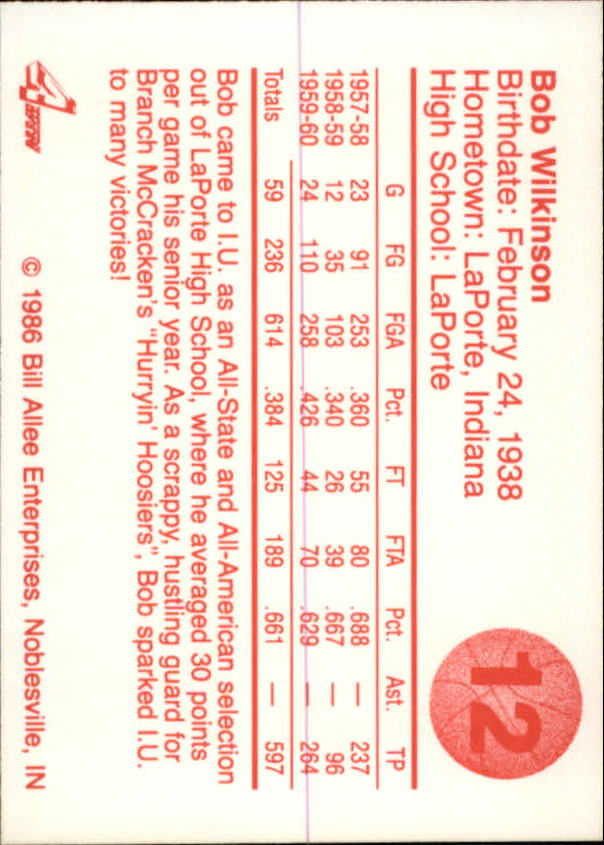 Bob Wilkinson
Birthdate: February 24, 1938
Hometown: LaPorte, Indiana
High School: LaPorte
12
G FG FGA Pct. FT FTA Pct. Ast. TP
1957-58 23 91 253 .360 55 80 .688 — 237
1958-59 12 35 103 .340 26 39 .667 — 96
1959-60 24 110 258 .426 44 70 .629 — 264
Totals 59 236 614 .384 125 189 .661 — 597
Bob came to I.U. as an All-State and All-American selection
out of LaPorte High School, where he averaged 30 points
per game his senior year. As a scrappy, hustling guard for
Branch McCracken's "Hurryin' Hoosiers", Bob sparked I.U.
to many victories!
© 1986 Bill Allee Enterprises, Noblesville, IN